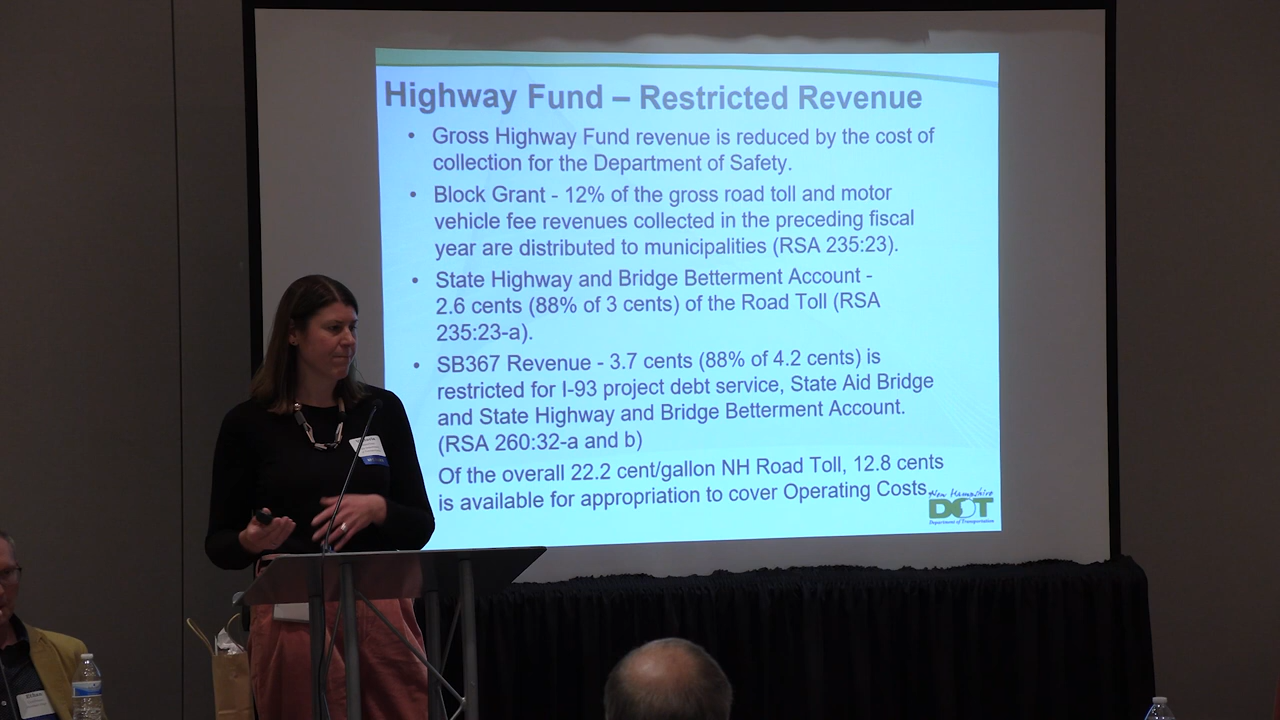 Highway Fund – Restricted Revenue
• Gross Highway Fund revenue is reduced by the cost of
collection for the Department of Safety.
• Block Grant - 12% of the gross road toll and motor
vehicle fee revenues collected in the preceding fiscal
year are distributed to municipalities (RSA 235:23).
• State Highway and Bridge Betterment Account -
2.6 cents (88% of 3 cents) of the Road Toll (RSA
235:23-a).
• SB367 Revenue - 3.7 cents (88% of 4.2 cents) is
restricted for I-93 project debt service, State Aid Bridge
and State Highway and Bridge Betterment Account.
(RSA 260:32-a and b)
Of the overall 22.2 cent/gallon NH Road Toll, 12.8 cents
is available for appropriation to cover Operating Costs.
New Hampshire
DOT
Department of Transportation